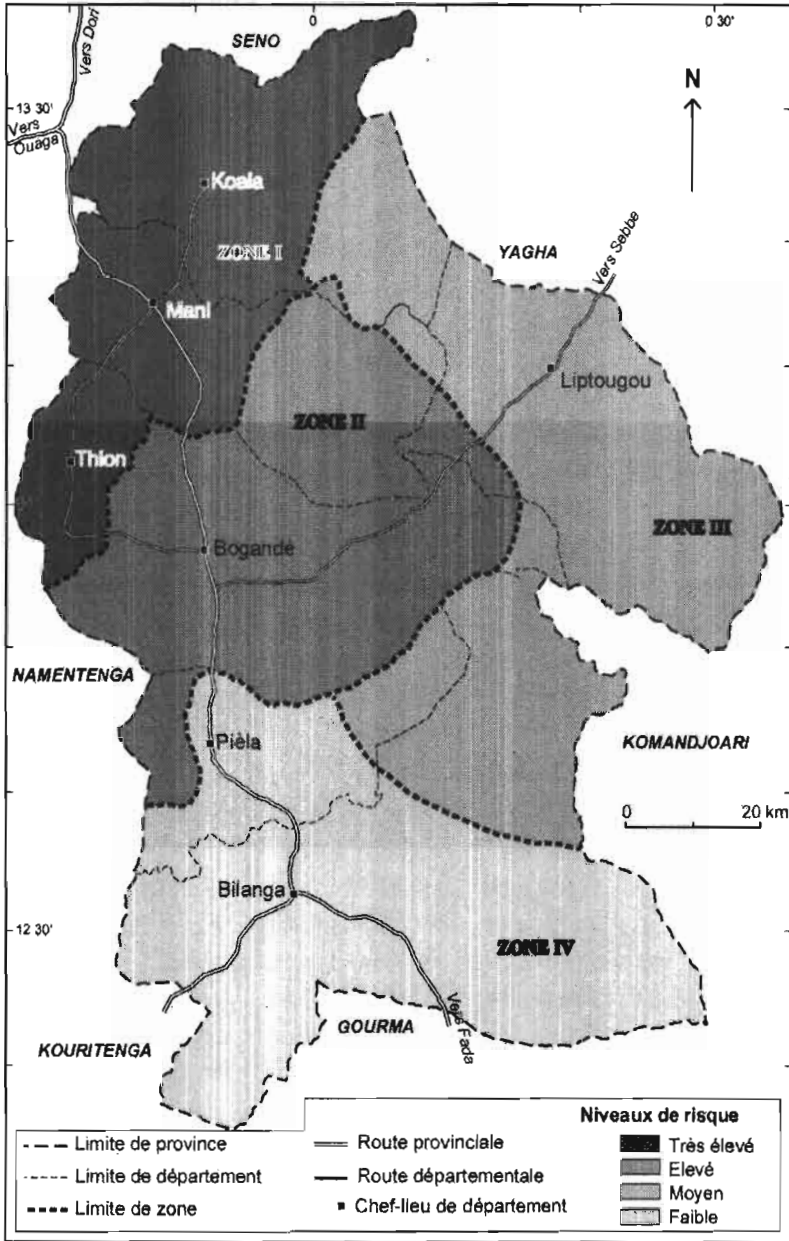 0
0 30'
SENO
Vers Dori
N
13 30'
Vers
Ouaga
Koala
ZONE I
YAGHA
Vers Sebbe
Mani
Liptougou
ZONE II
Thion
ZONE III
Bogandé
NAMENTENGA
Pièla
KOMANDJOARI
0 20 km
Bilanga
12 30'
ZONE IV
Vers Fada
GOURMA
KOURITENGA
Niveaux de risque
Limite de province
Route provinciale
Très élevé
Limite de département
Route départementale
Elevé
Limite de zone
Chef-lieu de département
Moyen
Faible